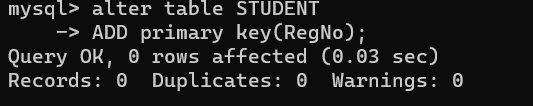 mysql> alter table STUDENT
    -> ADD primary key(RegNo);
Query OK, 0 rows affected (0.03 sec)
Records: 0  Duplicates: 0  Warnings: 0